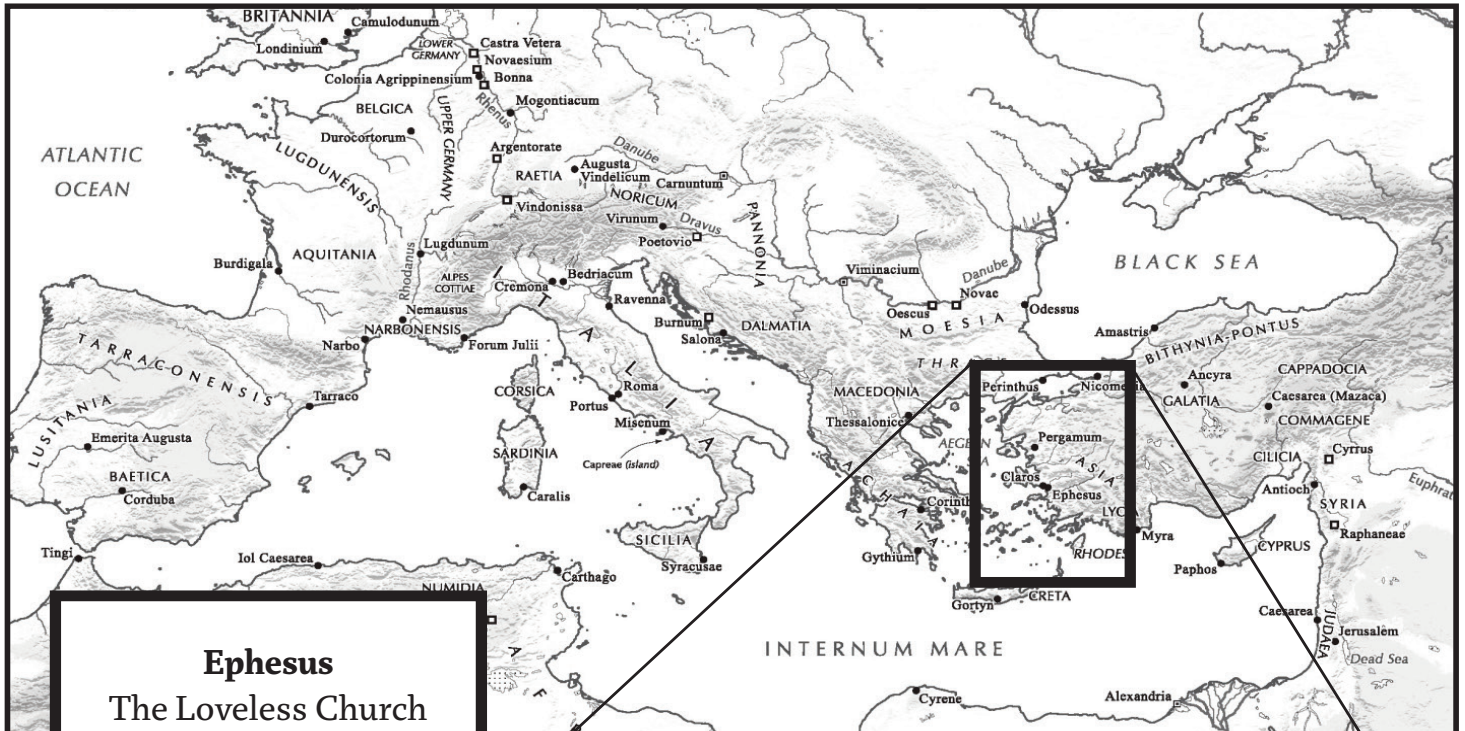 BRITANNIA
Camulodunum
Londinium
LOWER
GERMANY
Castra Vetera
Novaesium
Colonia Agrippinensium
Bonna
Rhenus
BELGICA
UPPER GERMANY
Mogontiacum
Durocortorum
ATLANTIC
OCEAN
LUGDUNENSIS
Argentorate
Danube
Augusta
Vindelicum
RAETIA
Carnuntum
NORICUM
Vindonissa
Virunum
Dravus
Poetovio
PANNONIA
AQUITANIA
Lugdunum
Burdigala
Rhodanus
ALPES
COTTIAE
Cremona
Bedriacum
ITALIA
Viminacium
Danube
BLACK SEA
Ravenna
Nemausus
NARBONENSIS
Narbo
Forum Julii
Burnum
Salona
DALMATIA
Oescus
Novae
Odessus
MOESIA
Amastris
BITHYNIA-PONTUS
TARRACONENSIS
Tarraco
CORSICA
Roma
Portus
Misenum
Capreae (island)
MACEDONIA
Thessalonice
THR
Perinthus
Nicome ia
Ancyra
GALATIA
CAPPADOCIA
Caesarea (Mazaca)
COMMAGENE
LUSITANIA
Emerita Augusta
BAETICA
Corduba
SARDINIA
Caralis
AEGE N
Pergamum
ASIA
CILICIA
Cyrrus
Claros
Ephesus
Antioch
Euphrat
ACHAIA
Corinth
LYC
SYRIA
Raphaneae
Tingi
Iol Caesarea
SICILIA
Syracusae
Gythium
RHODES
Myra
CYPRUS
Paphos
NUMIDIA
Carthago
Gortyn
CRETA
Caesarea
JUDAEA
Jerusalem
Dead Sea
INTERNUM MARE
A F
Cyrene
Alexandria
Ephesus
The Loveless Church